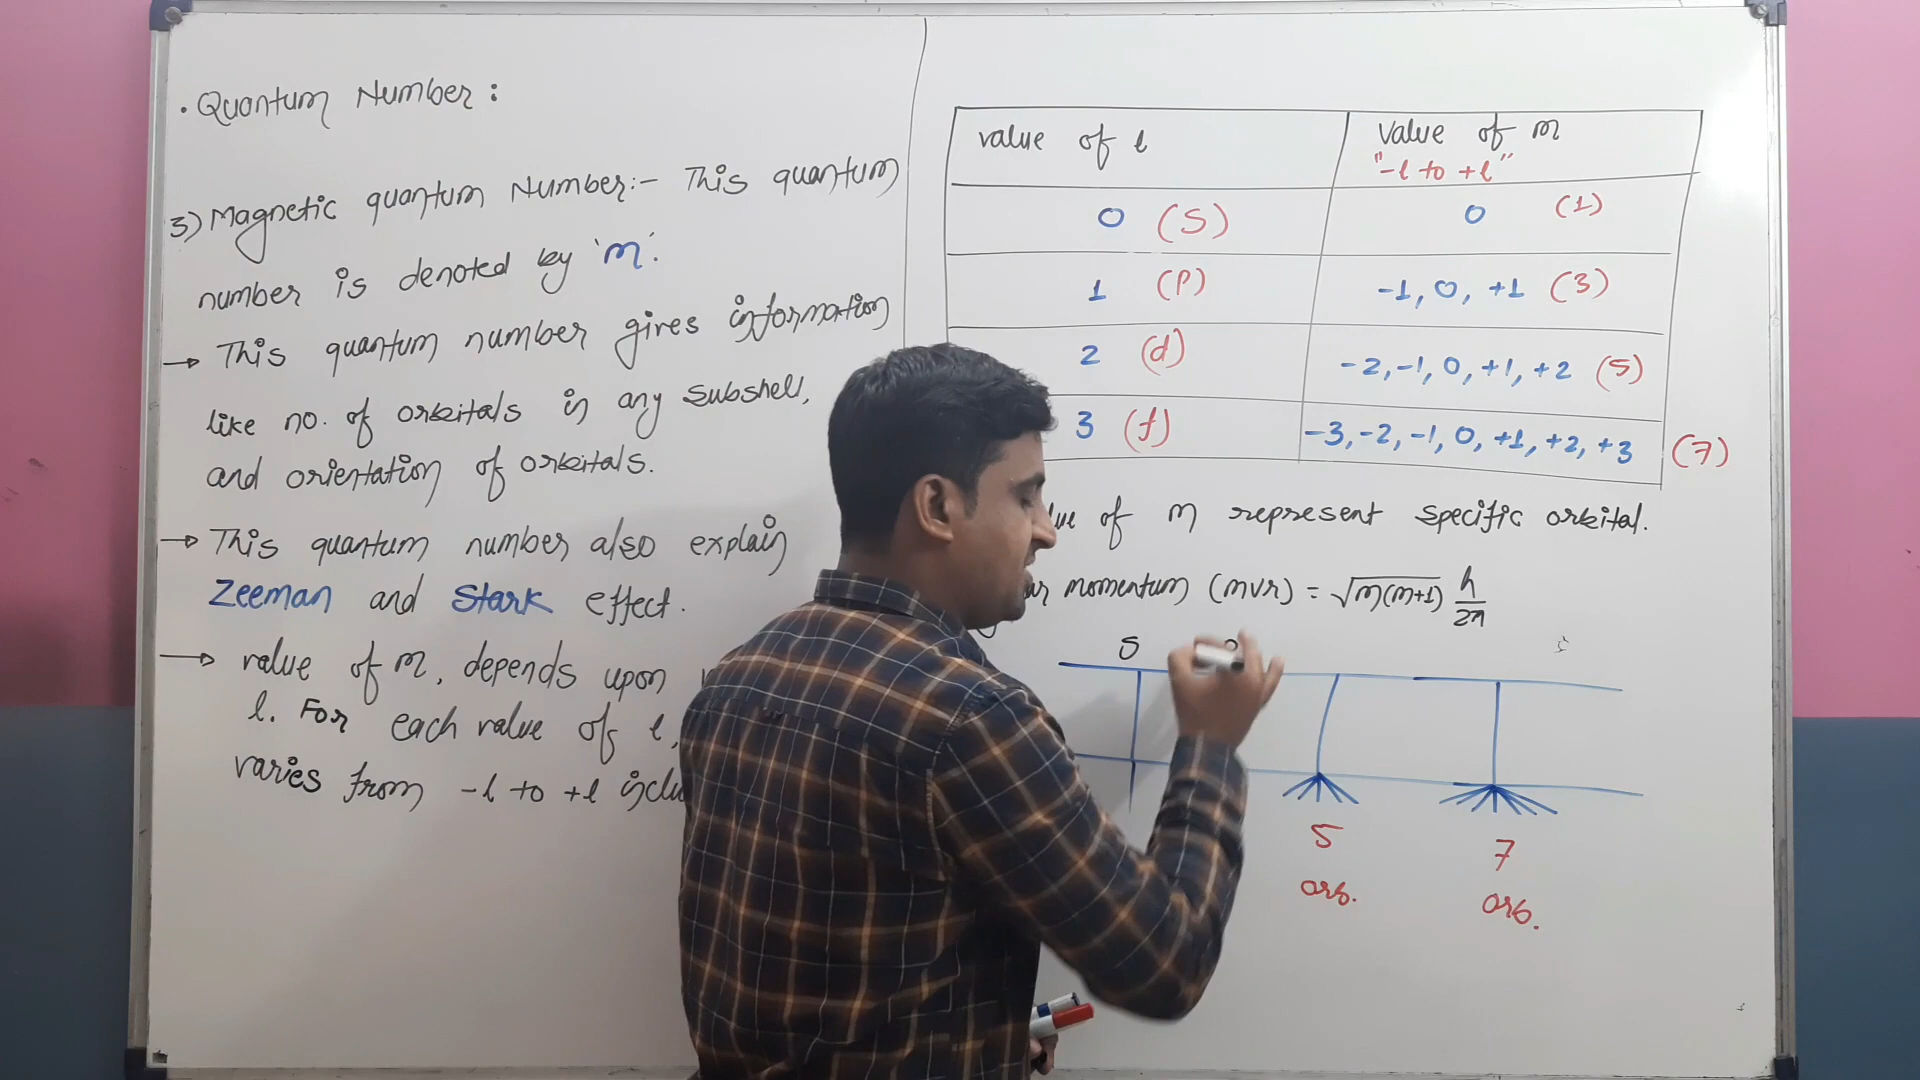 • Quantum Number:
3) Magnetic quantum Number:- This quantum
number is denoted by 'm'.
→ This quantum number gives information
like no. of orbitals in any subshell,
and orientation of orbitals.
→ This quantum number also explain
Zeeman and Stark effect.
→ value of m, depends upon
l. For each value of l,
varies from -l to +l
value of l
Value of m
"-l to +l"
0 (S)
0 (1)
1 (P)
-1, 0, +1 (3)
2 (d)
-2, -1, 0, +1, +2 (5)
3 (f)
-3, -2, -1, 0, +1, +2, +3 (7)
of m represent specific orbital.
momentum (mvr) = √m(m+1) h/2π
S
5
orb.
7
orb.